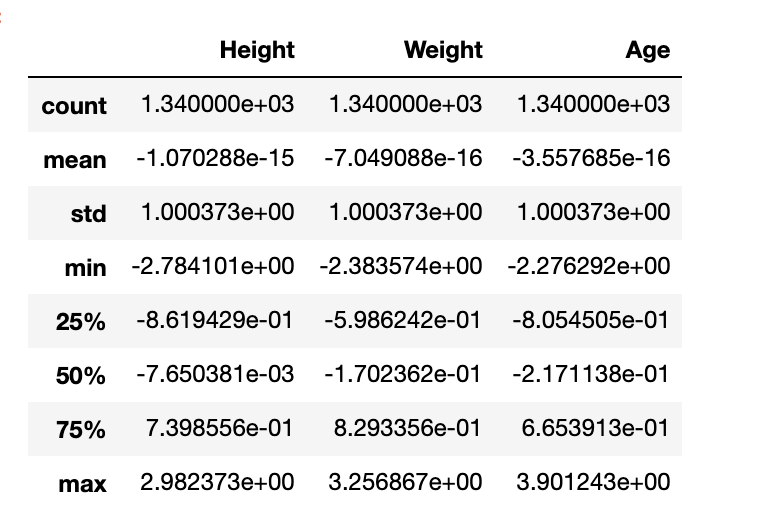 Height Weight Age
count 1.340000e+03 1.340000e+03 1.340000e+03
mean -1.070288e-15 -7.049088e-16 -3.557685e-16
std 1.000373e+00 1.000373e+00 1.000373e+00
min -2.784101e+00 -2.383574e+00 -2.276292e+00
25% -8.619429e-01 -5.986242e-01 -8.054505e-01
50% -7.650381e-03 -1.702362e-01 -2.171138e-01
75% 7.398556e-01 8.293356e-01 6.653913e-01
max 2.982373e+00 3.256867e+00 3.901243e+00